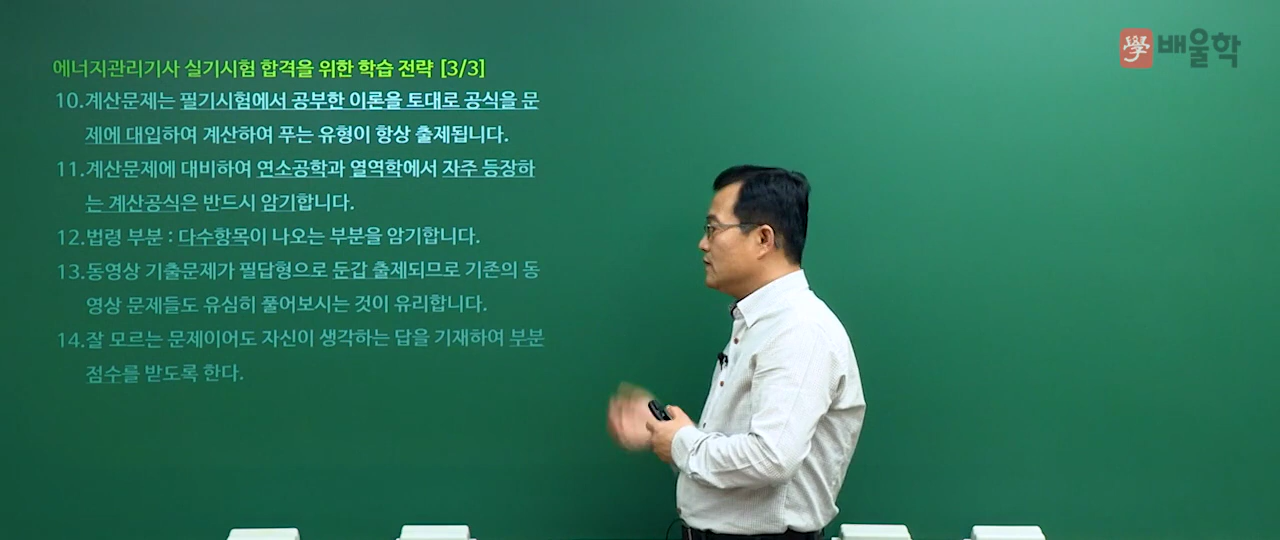 學 배울학
에너지관리기사 실기시험 합격을 위한 학습 전략 [3/3]
10.계산문제는 필기시험에서 공부한 이론을 토대로 공식을 문
제에 대입하여 계산하여 푸는 유형이 항상 출제됩니다.
11.계산문제에 대비하여 연소공학과 열역학에서 자주 등장하
는 계산공식은 반드시 암기합니다.
12.법령 부분 : 다수항목이 나오는 부분을 암기합니다.
13.동영상 기출문제가 필답형으로 둔갑 출제되므로 기존의 동
영상 문제들도 유심히 풀어보시는 것이 유리합니다.
14.잘 모르는 문제이어도 자신이 생각하는 답을 기재하여 부분
점수를 받도록 한다.